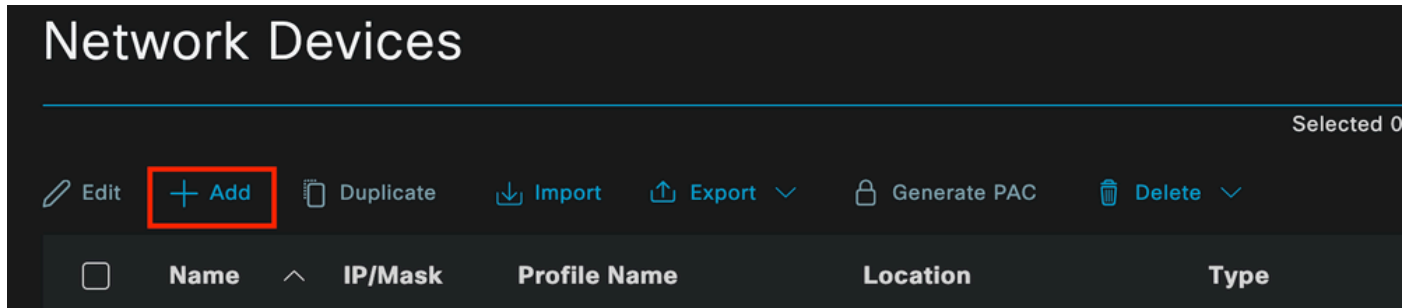 Network Devices
Selected 0
Edit Add Duplicate Import Export Generate PAC Delete
Name IP/Mask Profile Name Location Type